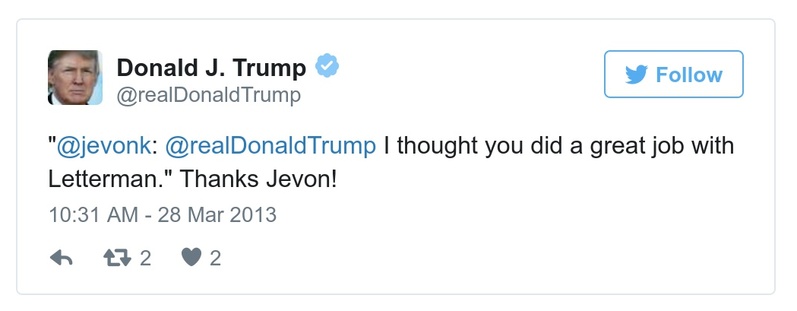 Donald J. Trump
@realDonaldTrump
Follow
"@jevonk: @realDonaldTrump I thought you did a great job with
Letterman." Thanks Jevon!
10:31 AM - 28 Mar 2013
2
2